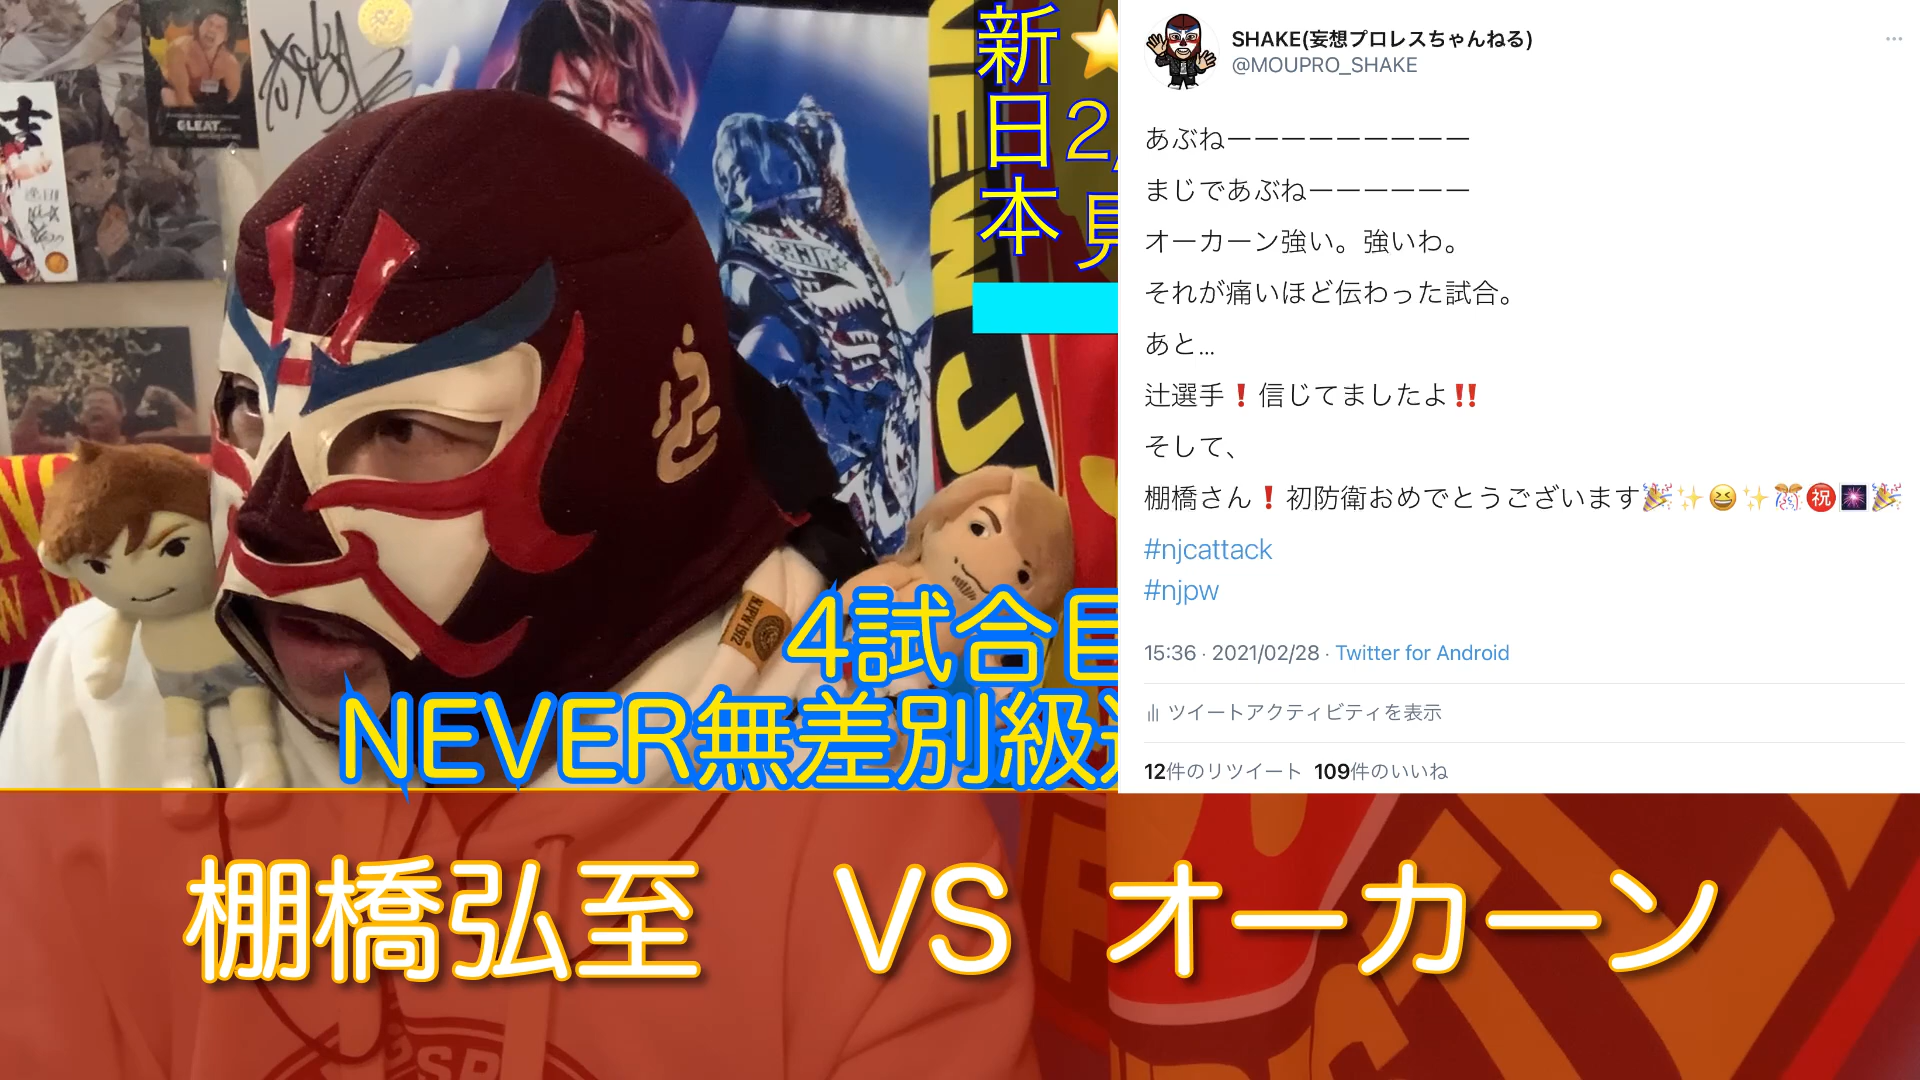 新日本
2
見
GLEAT
NEW J
NJPW 1972
4試合目
NEVER無差別級
棚橋弘至 VS オーカーン
SHAKE(妄想プロレスちゃんねる)
@MOUPRO_SHAKE
あぶねーーーーーーーーー
まじであぶねーーーーーー
オーカーン強い。強いわ。
それが痛いほど伝わった試合。
あと...
辻選手❗信じてましたよ‼️
そして、
棚橋さん❗初防衛おめでとうございます🎉✨😆✨🎊㊗️🎆🎉
#njcattack
#njpw
15:36 · 2021/02/28 · Twitter for Android
ツイートアクティビティを表示
12件のリツイート 109件のいいね